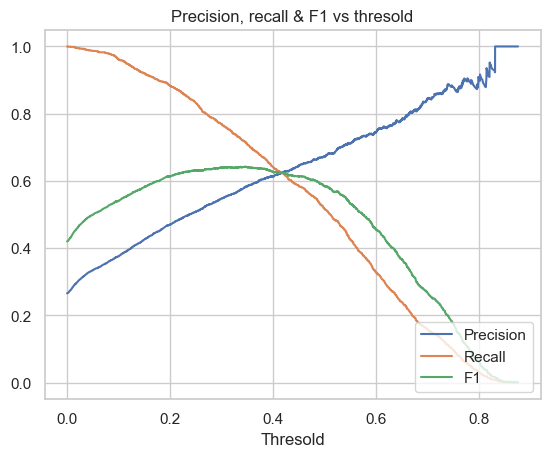 Precision, recall & F1 vs thresold
1.0
0.8
0.6
0.4
0.2
0.0
0.0 0.2 0.4 0.6 0.8
Thresold
Precision
Recall
F1